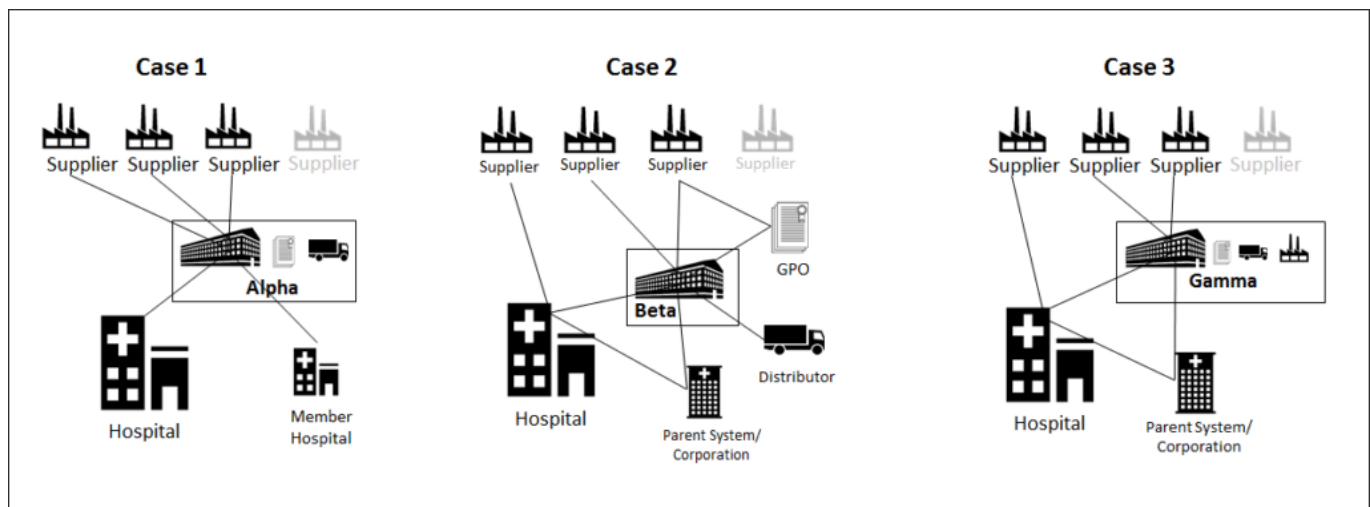 Case 1
Supplier Supplier Supplier Supplier
Alpha
Hospital
Member
Hospital
Case 2
Supplier Supplier Supplier Supplier
GPO
Beta
Distributor
Hospital
Parent System/
Corporation
Case 3
Supplier Supplier Supplier Supplier
Gamma
Hospital
Parent System/
Corporation